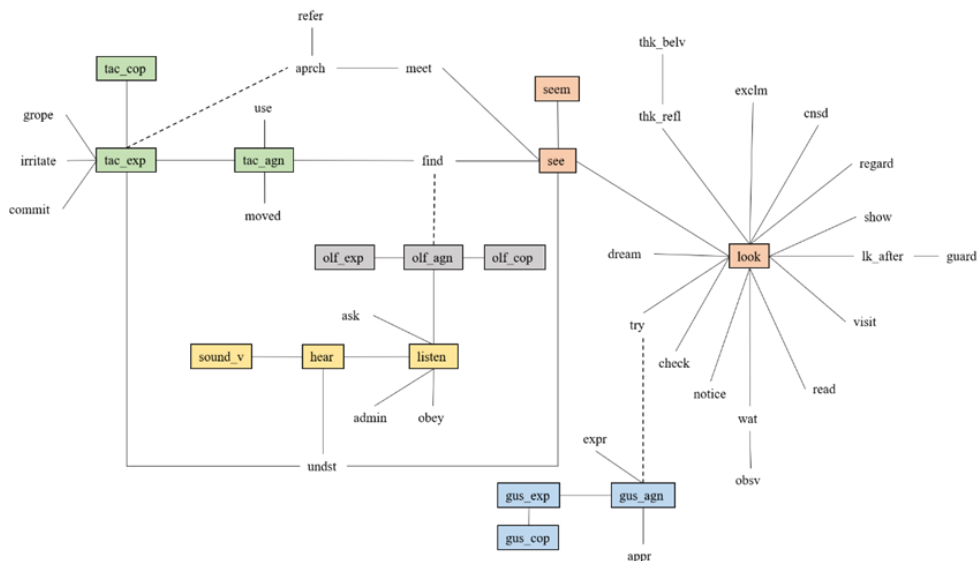 refer
thk_belv
tac_cop
aprch
meet
seem
exclm
cnsd
grope
use
thk_refl
irritate
tac_exp
tac_agn
find
see
regard
commit
moved
show
olf_exp
olf_agn
olf_cop
dream
look
lk_after
guard
ask
try
visit
sound_v
hear
listen
check
admin
obey
notice
read
wat
expr
undst
obsv
gus_exp
gus_agn
gus_cop
appr